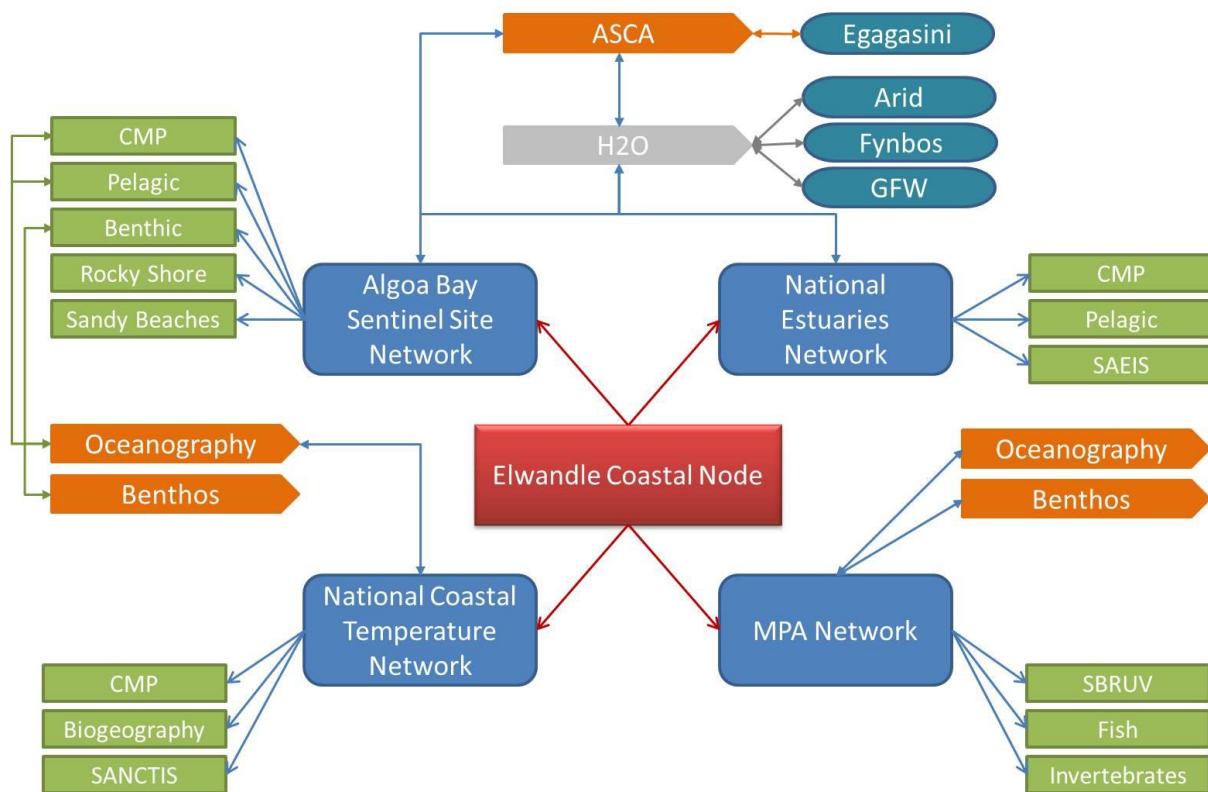 ASCA
Egagasini
Arid
H2O
Fynbos
GFW
CMP
Pelagic
Benthic
Rocky Shore
Sandy Beaches
Algoa Bay
Sentinel Site
Network
National
Estuaries
Network
CMP
Pelagic
SAEIS
Oceanography
Benthos
Elwandle Coastal Node
Oceanography
Benthos
National Coastal
Temperature
Network
MPA Network
CMP
Biogeography
SANCTIS
SBRUV
Fish
Invertebrates